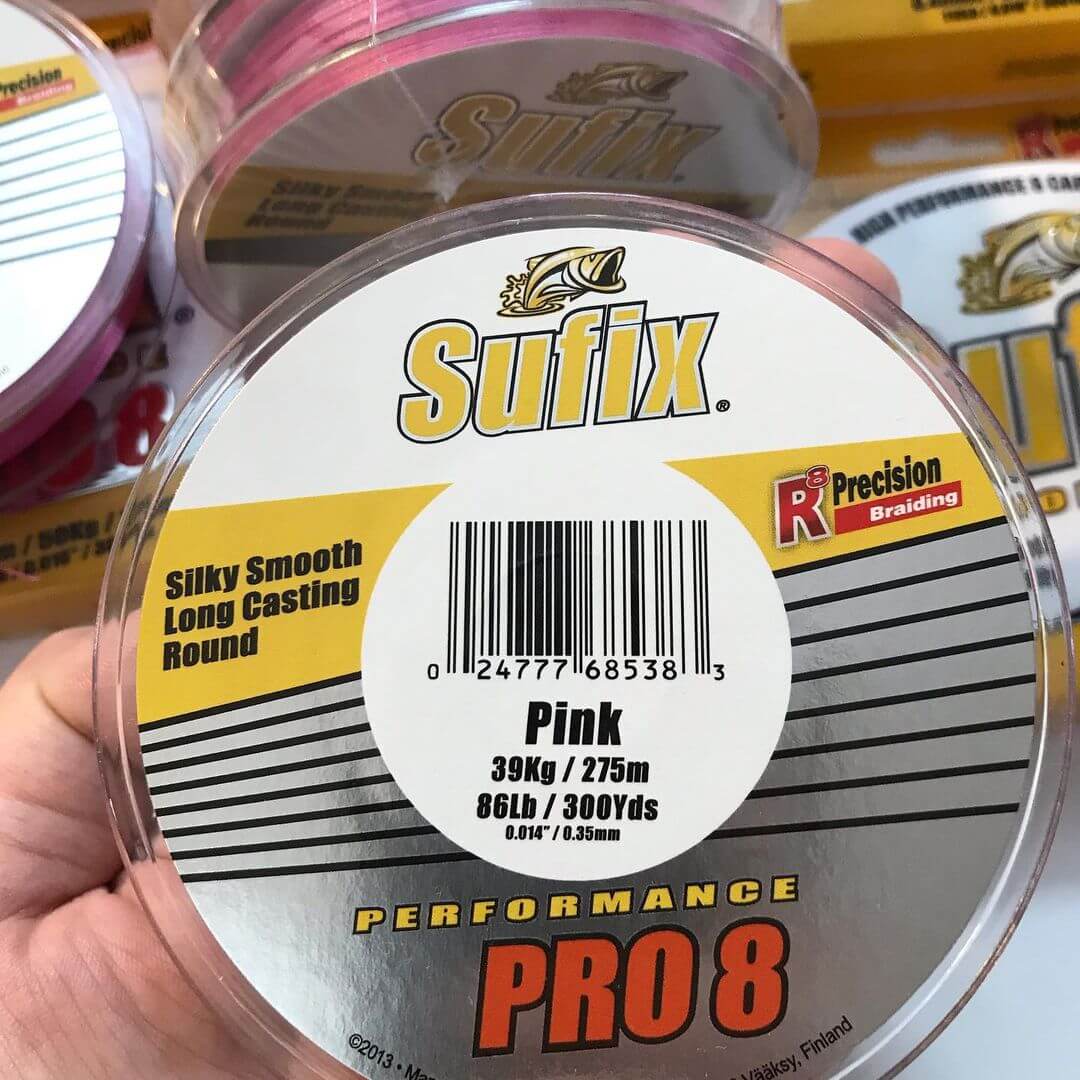 Precision
Braiding
Sufix
Silky Smooth
Long Casting
Round
HIGH PERFORMANCE 8
Sufix®
R8 Precision
Braiding
Silky Smooth
Long Casting
Round
0 24777 68538 3
Pink
39Kg / 275m
86Lb / 300Yds
0.014" / 0.35mm
PERFORMANCE
PRO 8
©2013 •
Vääksy, Finland